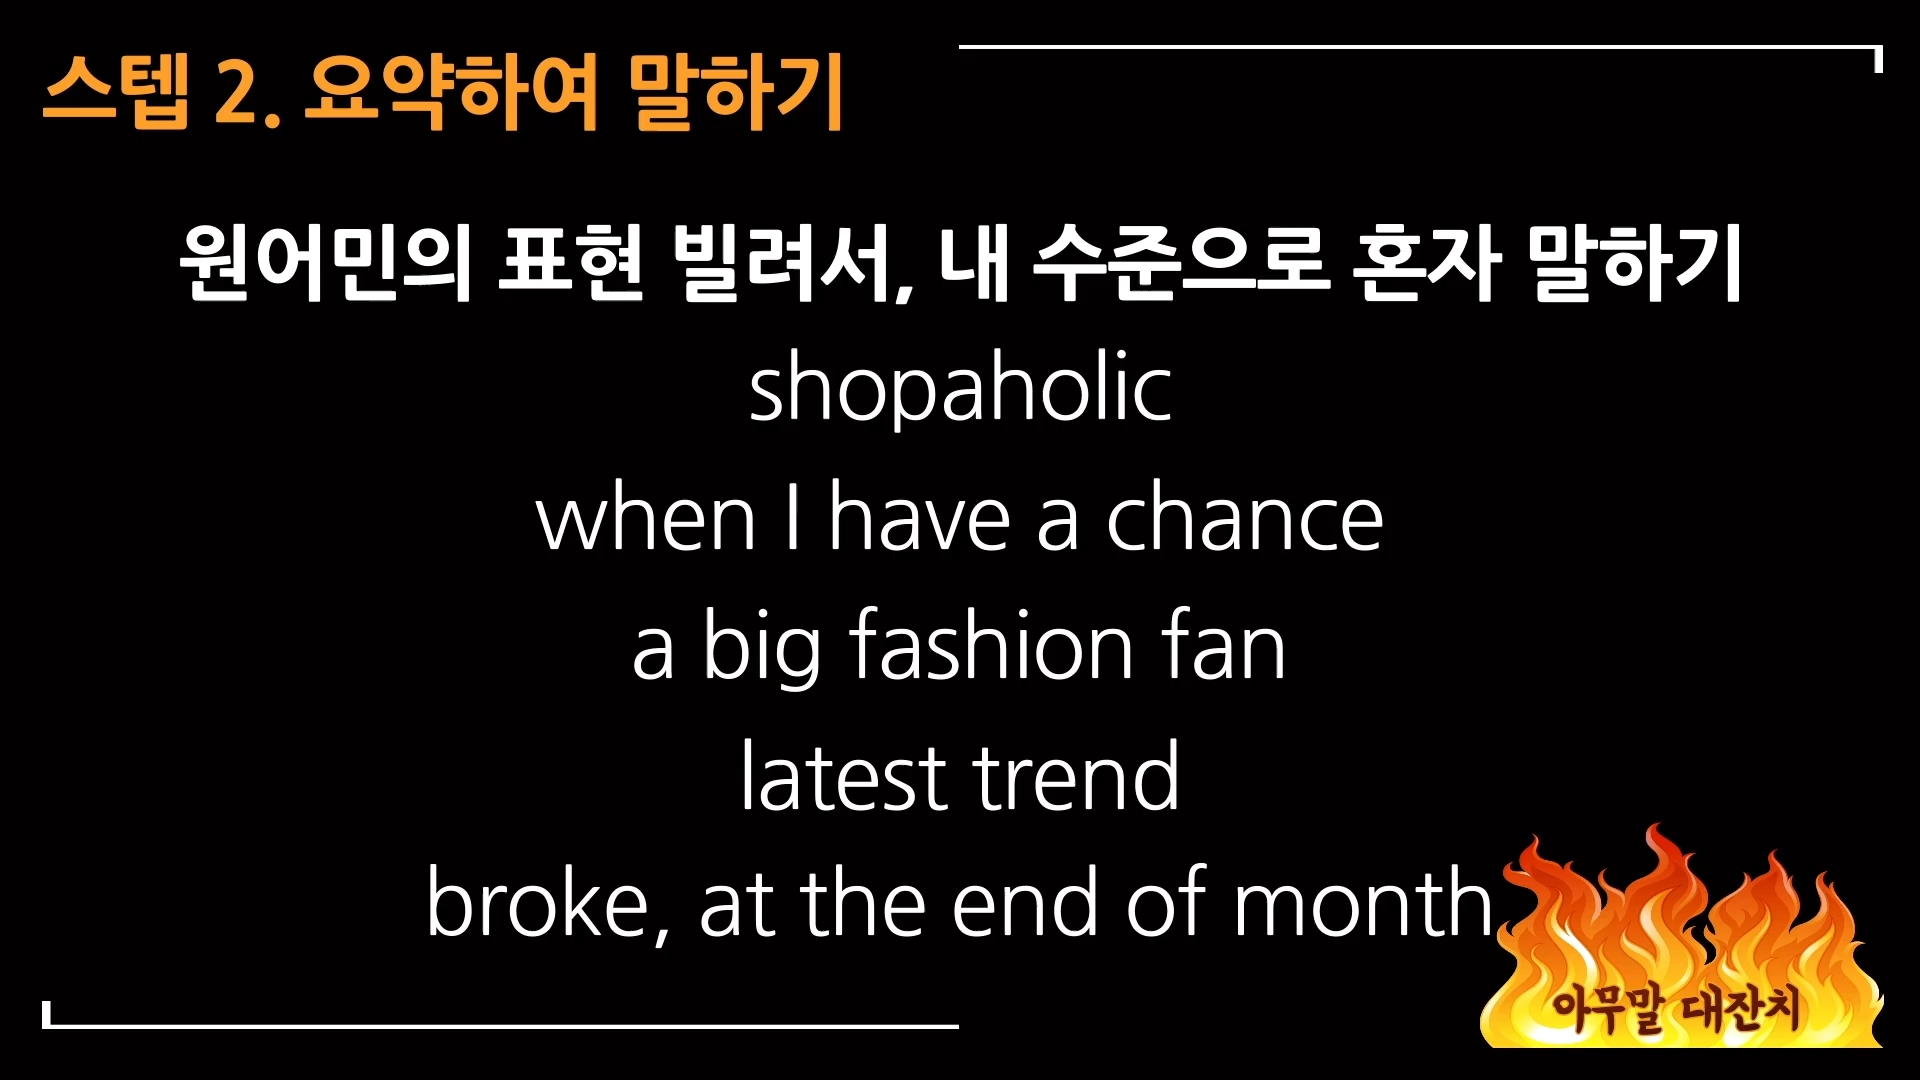 스텝 2. 요약하여 말하기
원어민의 표현 빌려서, 내 수준으로 혼자 말하기
shopaholic
when I have a chance
a big fashion fan
latest trend
broke, at the end of month
아무말 대잔치